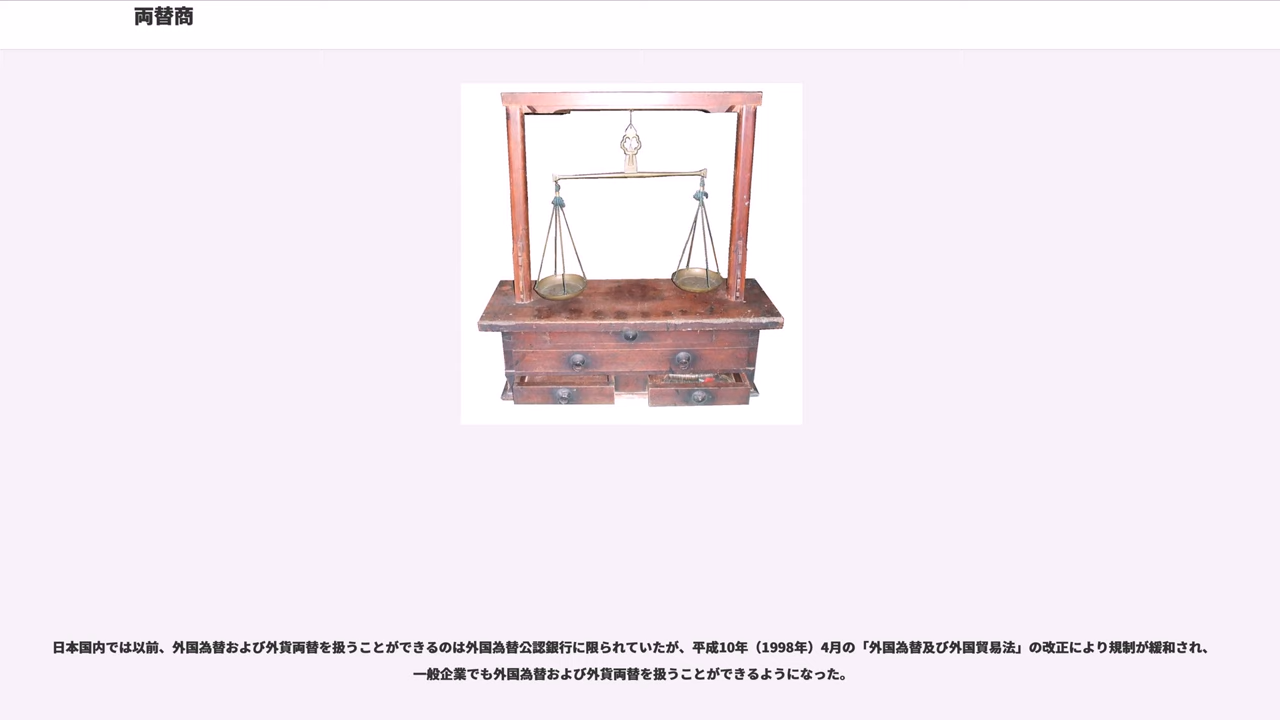 両替商
日本国内では以前、外国為替および外貨両替を扱うことができるのは外国為替公認銀行に限られていたが、平成10年（1998年）4月の「外国為替及び外国貿易法」の改正により規制が緩和され、
一般企業でも外国為替および外貨両替を扱うことができるようになった。